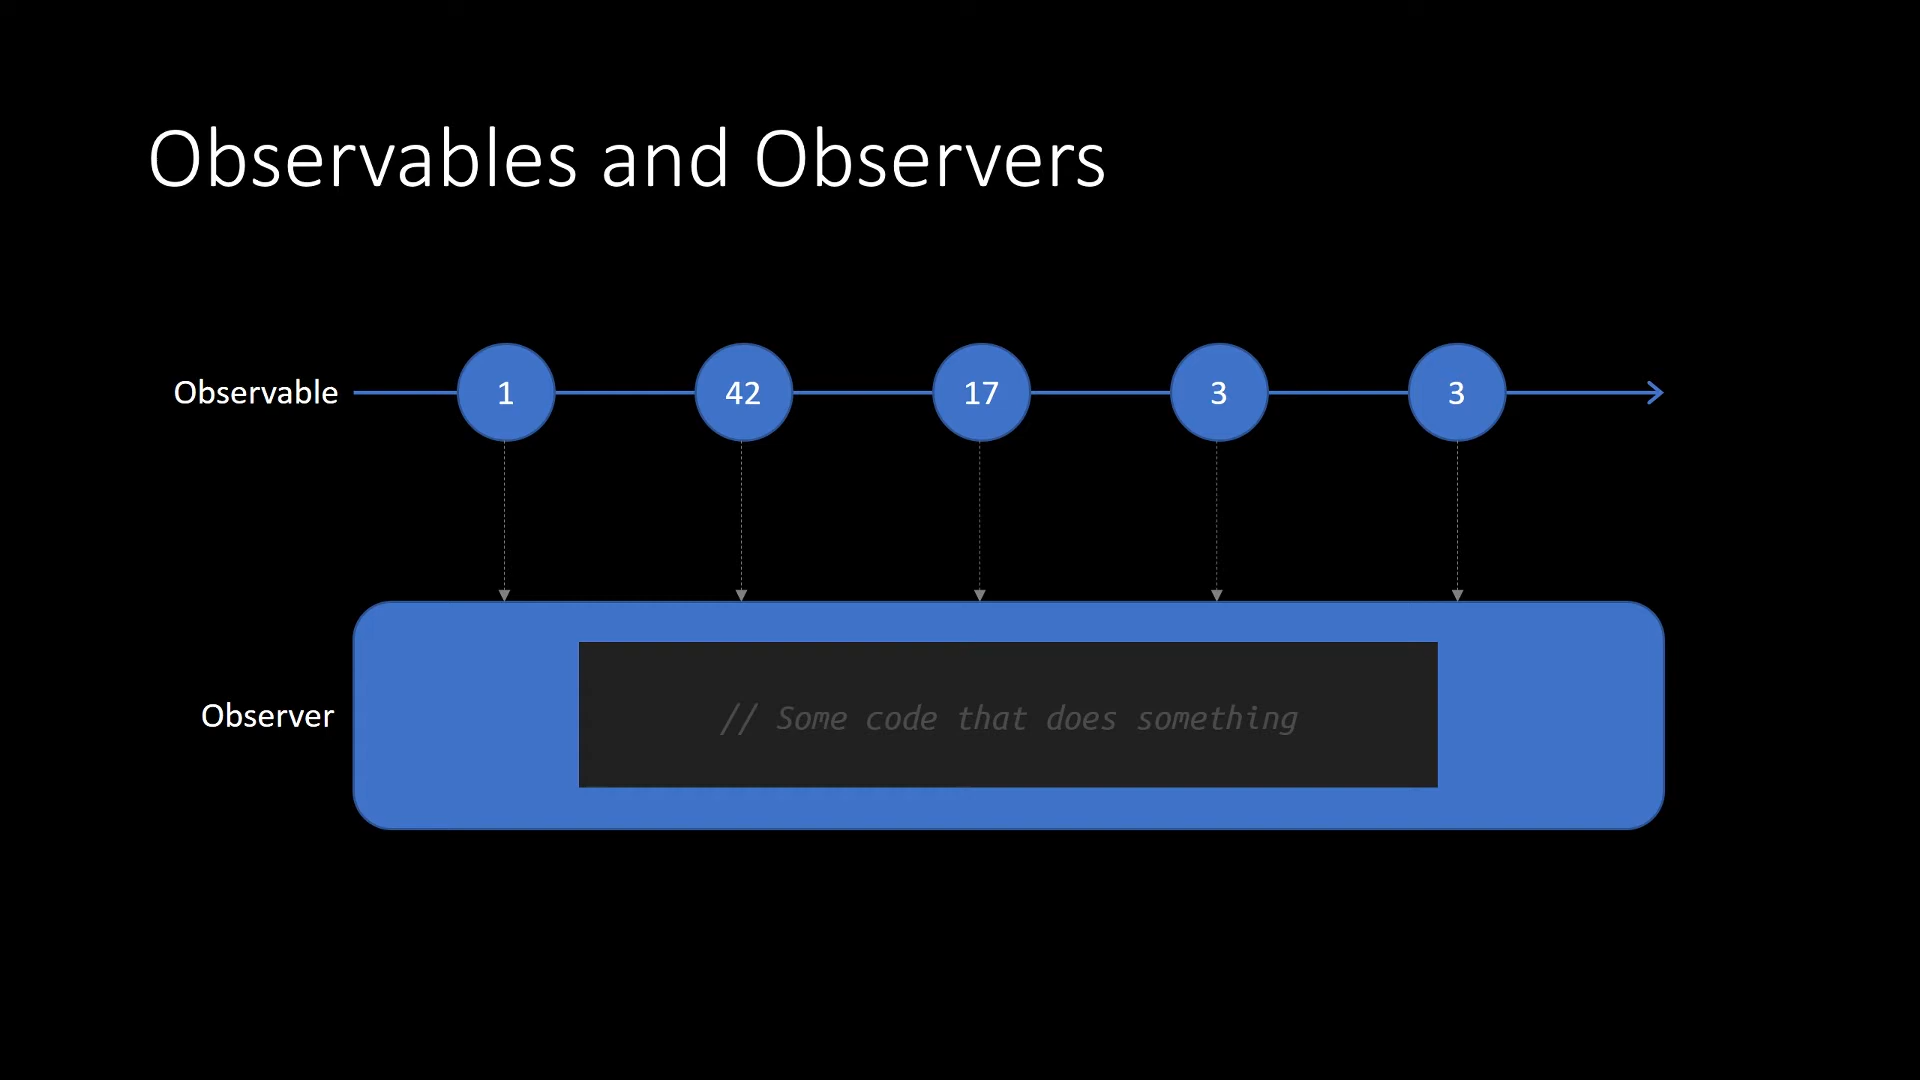 Observables and Observers
Observable 1 42 17 3 3
Observer // Some code that does something